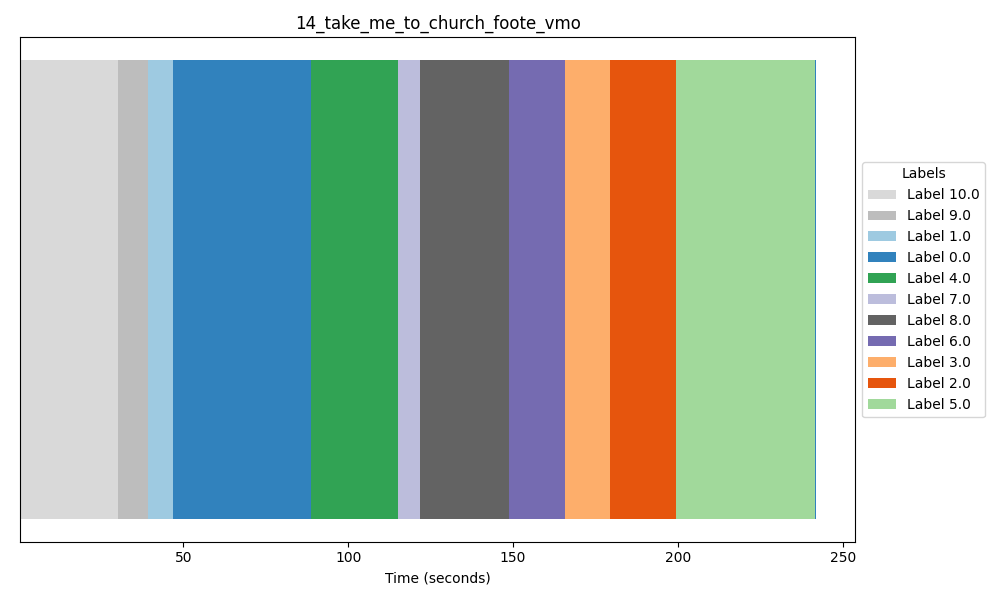 14_take_me_to_church_foote_vmo
Labels
Label 10.0
Label 9.0
Label 1.0
Label 0.0
Label 4.0
Label 7.0
Label 8.0
Label 6.0
Label 3.0
Label 2.0
Label 5.0
50
100
150
200
250
Time (seconds)